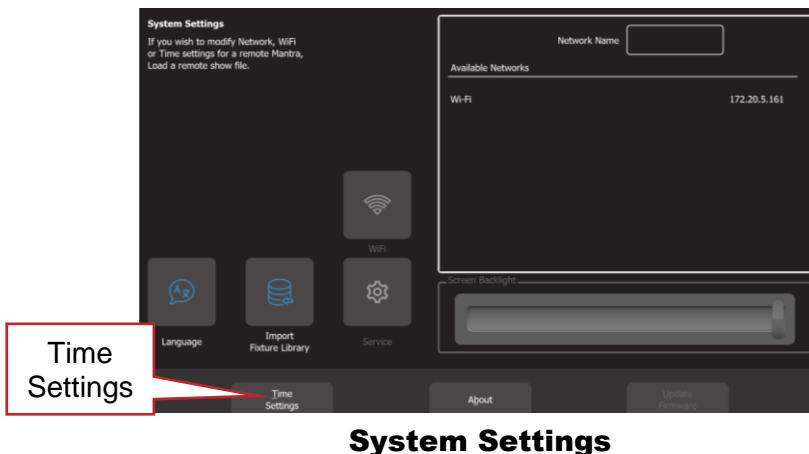 System Settings
If you wish to modify Network, WiFi
or Time settings for a remote Mantra,
Load a remote show file.
Network Name
Available Networks
Wi-Fi 172.20.5.161
WiFi
Screen Backlight
Language
Import
Fixture Library
Service
Time
Settings
Time
Settings
About
Update
Firmware
System Settings